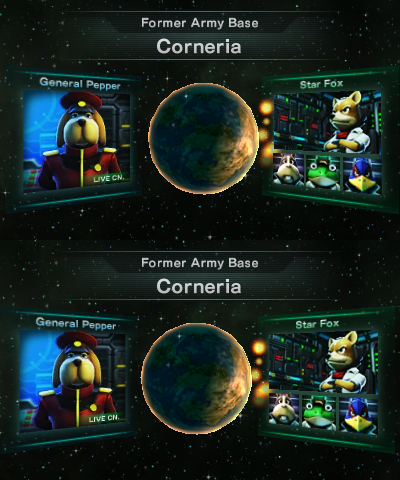 Former Army Base
Corneria
General Pepper
Star Fox
LIVE CN.
Former Army Base
Corneria
General Pepper
Star Fox
LIVE CN.